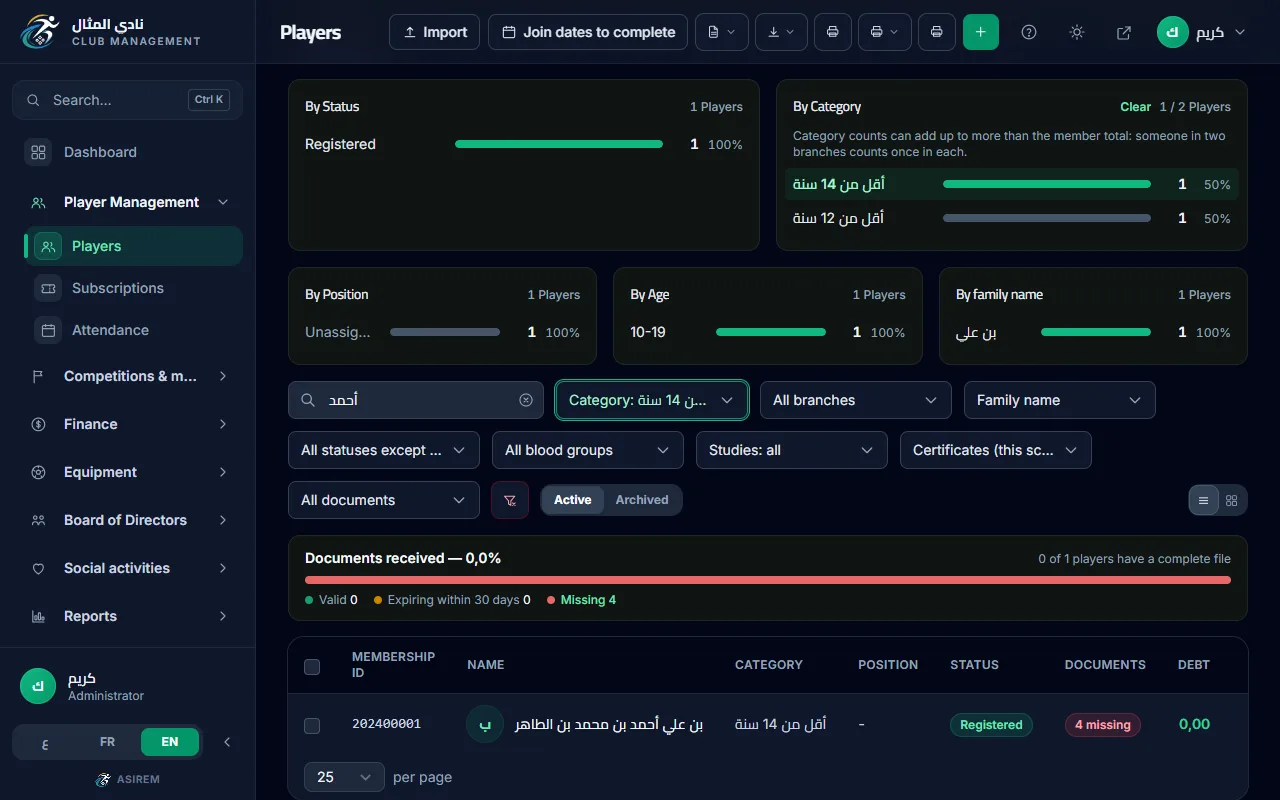 نادي المثال
CLUB MANAGEMENT
Search...
Ctrl K
Dashboard
Player Management
Players
Subscriptions
Attendance
Competitions & m...
Finance
Equipment
Board of Directors
Social activities
Reports
ك
كريم
Administrator
ع
FR
EN
ASIREM
Players
Import
Join dates to complete
ك
كريم
By Status
1 Players
Registered
1 100%
By Category
Clear 1 / 2 Players
Category counts can add up to more than the member total: someone in two
branches counts once in each.
أقل من 14 سنة
1 50%
أقل من 12 سنة
1 50%
By Position
1 Players
Unassig...
1 100%
By Age
1 Players
10-19
1 100%
By family name
1 Players
بن علي
1 100%
أحمد
Category: ن 14 سنة...
All branches
Family name
All statuses except ...
All blood groups
Studies: all
Certificates (this sc...
All documents
Active
Archived
Documents received — 0,0%
0 of 1 players have a complete file
Valid 0
Expiring within 30 days 0
Missing 4
MEMBERSHIP
ID
NAME
CATEGORY
POSITION
STATUS
DOCUMENTS
DEBT
202400001
ب
بن علي أحمد بن محمد بن الطاهر
أقل من 14 سنة
-
Registered
4 missing
0,00
25
per page